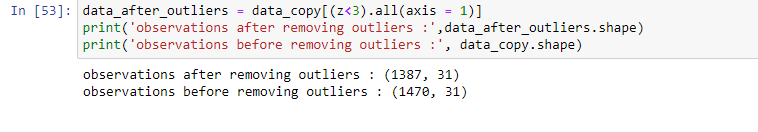 In [53]: data_after_outliers = data_copy[(z<3).all(axis = 1)]
print('observations after removing outliers :',data_after_outliers.shape)
print('observations before removing outliers :', data_copy.shape)
observations after removing outliers : (1387, 31)
observations before removing outliers : (1470, 31)